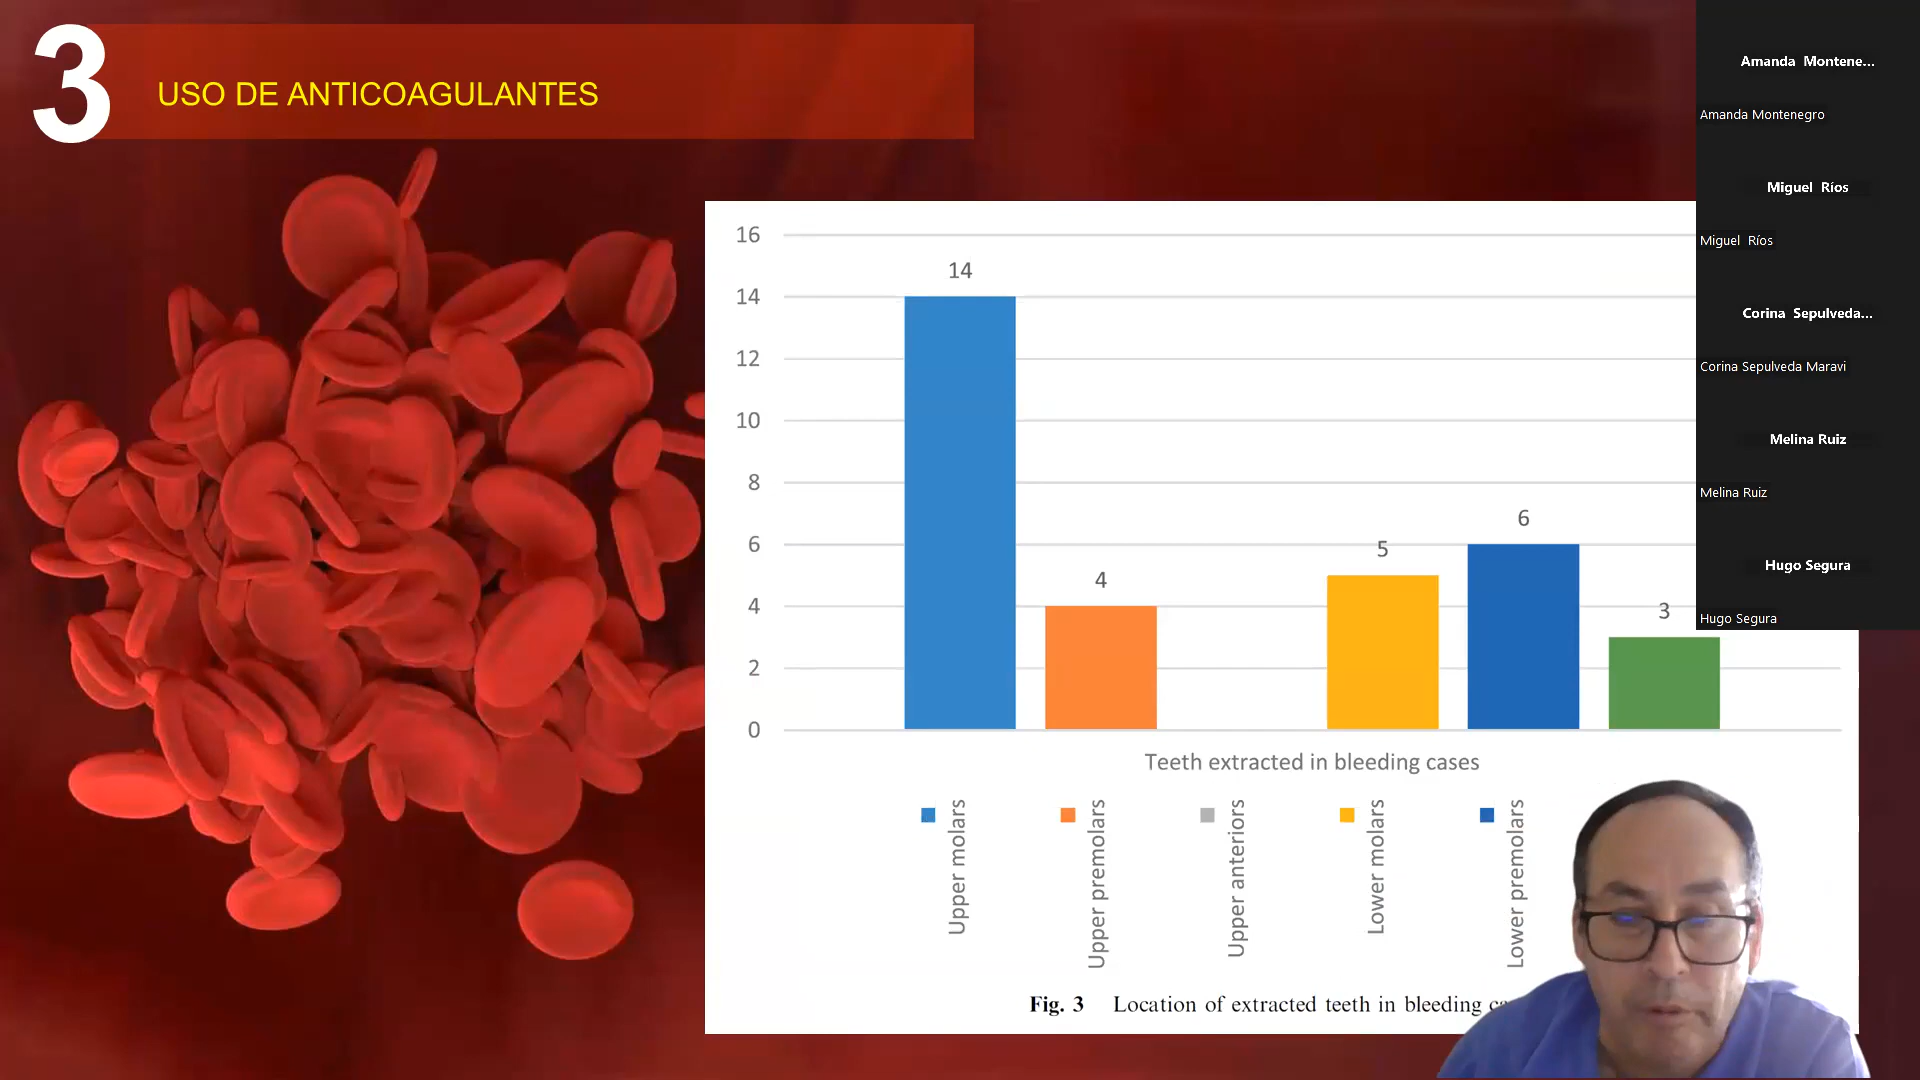 3
USO DE ANTICOAGULANTES
16
14
12
10
8
6
4
2
0
14
4
5
6
3
Teeth extracted in bleeding cases
Upper molars
Upper premolars
Upper anteriors
Lower molars
Lower premolars
Fig. 3 Location of extracted teeth in bleeding
Amanda Montene...
Amanda Montenegro
Miguel Ríos
Miguel Ríos
Corina Sepulveda...
Corina Sepulveda Maravi
Melina Ruiz
Melina Ruiz
Hugo Segura
Hugo Segura